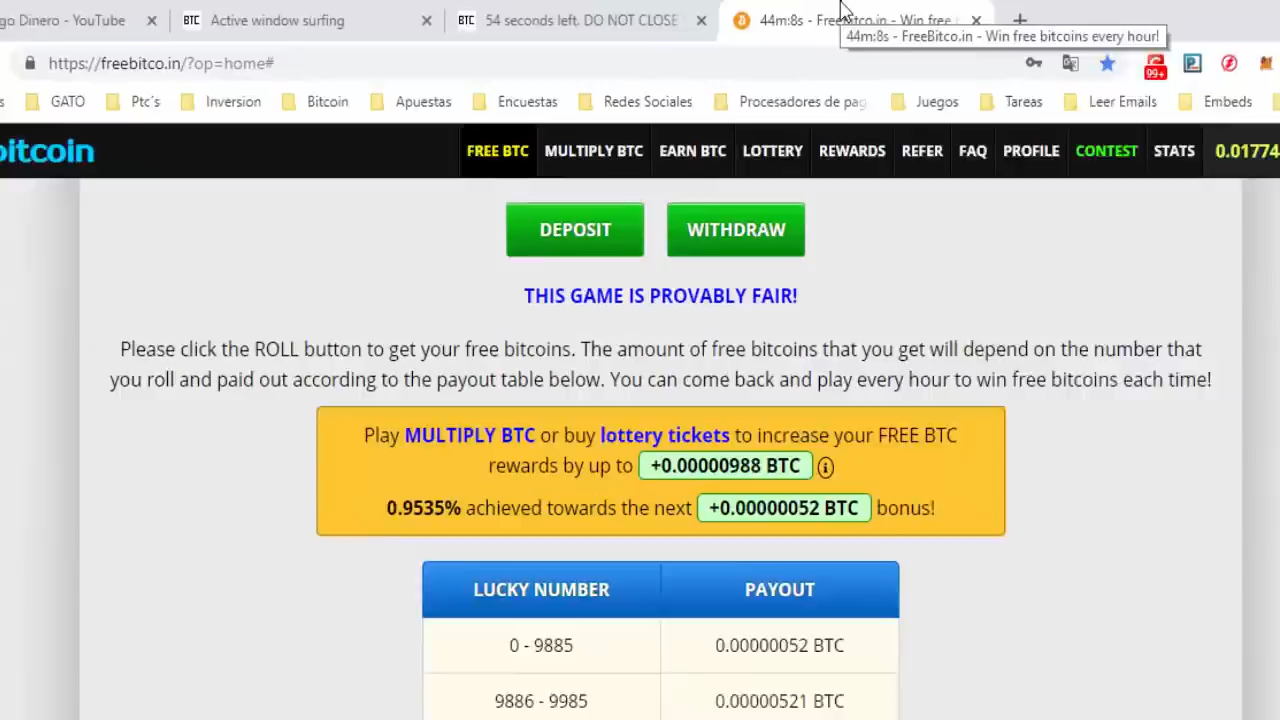 go Dinero - YouTube
Active window surfing
54 seconds left. DO NOT CLOSE
44m:8s - FreeBitco.in - Win free
44m:8s - FreeBitco.in - Win free bitcoins every hour!
https://freebitco.in/?op=home#
99+
s GATO Ptc´s Inversion Bitcoin Apuestas Encuestas Redes Sociales Procesadores de pag Juegos Tareas Leer Emails Embeds
itcoin FREE BTC MULTIPLY BTC EARN BTC LOTTERY REWARDS REFER FAQ PROFILE CONTEST STATS 0.01774
DEPOSIT WITHDRAW
THIS GAME IS PROVABLY FAIR!
Please click the ROLL button to get your free bitcoins. The amount of free bitcoins that you get will depend on the number that
you roll and paid out according to the payout table below. You can come back and play every hour to win free bitcoins each time!
Play MULTIPLY BTC or buy lottery tickets to increase your FREE BTC
rewards by up to +0.00000988 BTC
0.9535% achieved towards the next +0.00000052 BTC bonus!
LUCKY NUMBER PAYOUT
0 - 9885 0.00000052 BTC
9886 - 9985 0.00000521 BTC